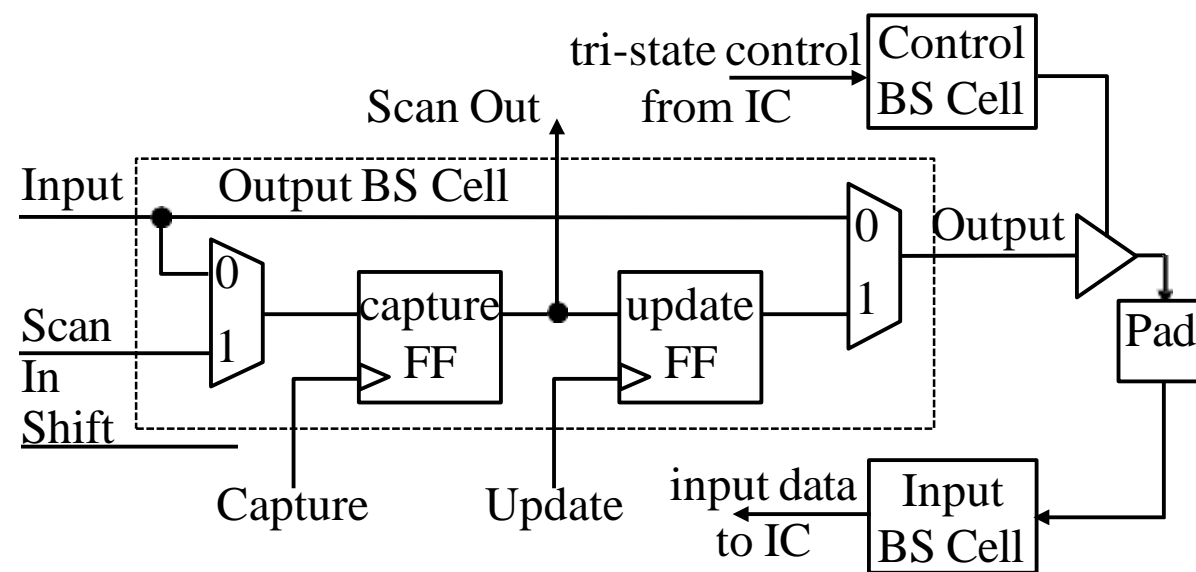 tri-state control
from IC
Control
BS Cell
Scan Out
Input
Output BS Cell
0
1
capture
FF
update
FF
0
1
Output
Scan
In
Shift
Pad
Capture
Update
input data
to IC
Input
BS Cell